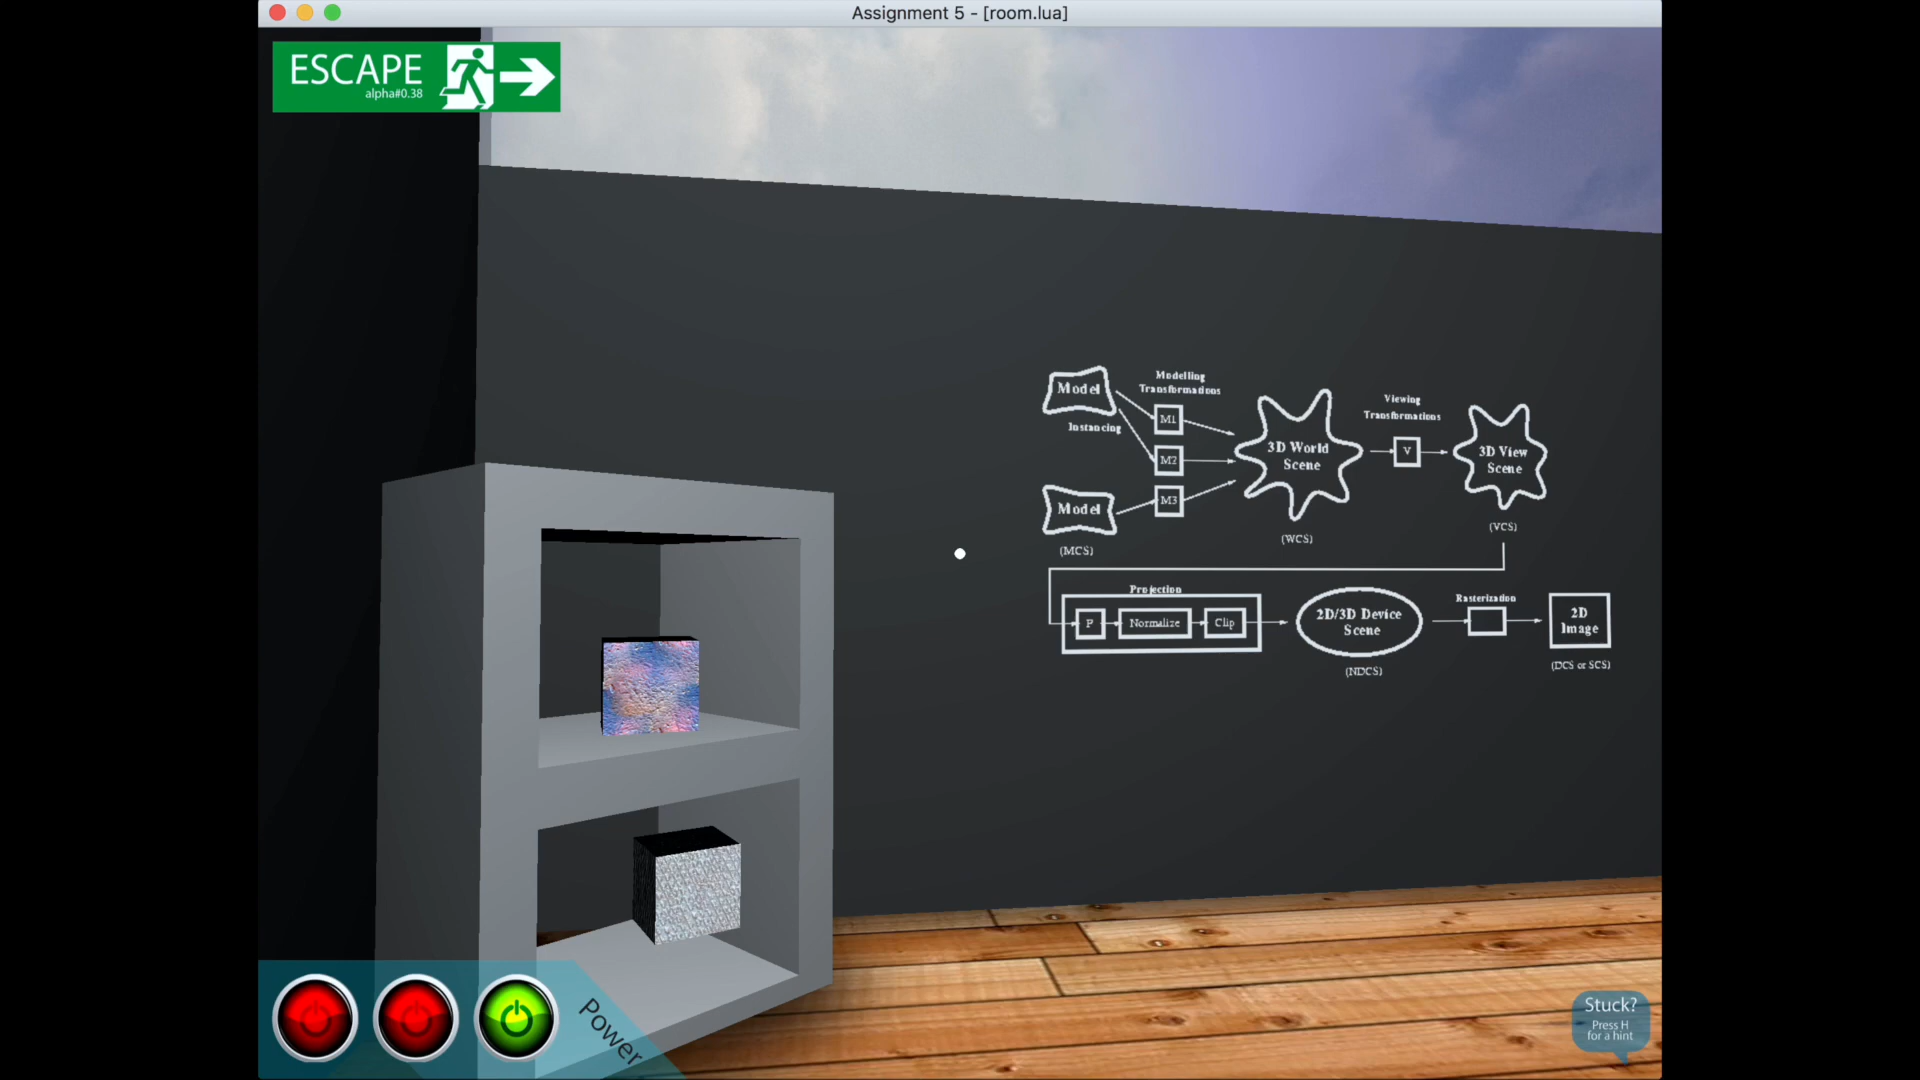 Assignment 5 - [room.lua]
ESCAPE
alpha#0.38
Model
Modelling
Transformations
M1
Instancing
M2
M3
Model
(MCS)
3D World
Scene
(WCS)
Viewing
Transformations
V
3D View
Scene
(VCS)
Projection
P
Normalize
Clip
2D/3D Device
Scene
(NDCS)
Rasterization
2D
Image
(DCS or SCS)
Power
Stuck?
Press H
for a hint